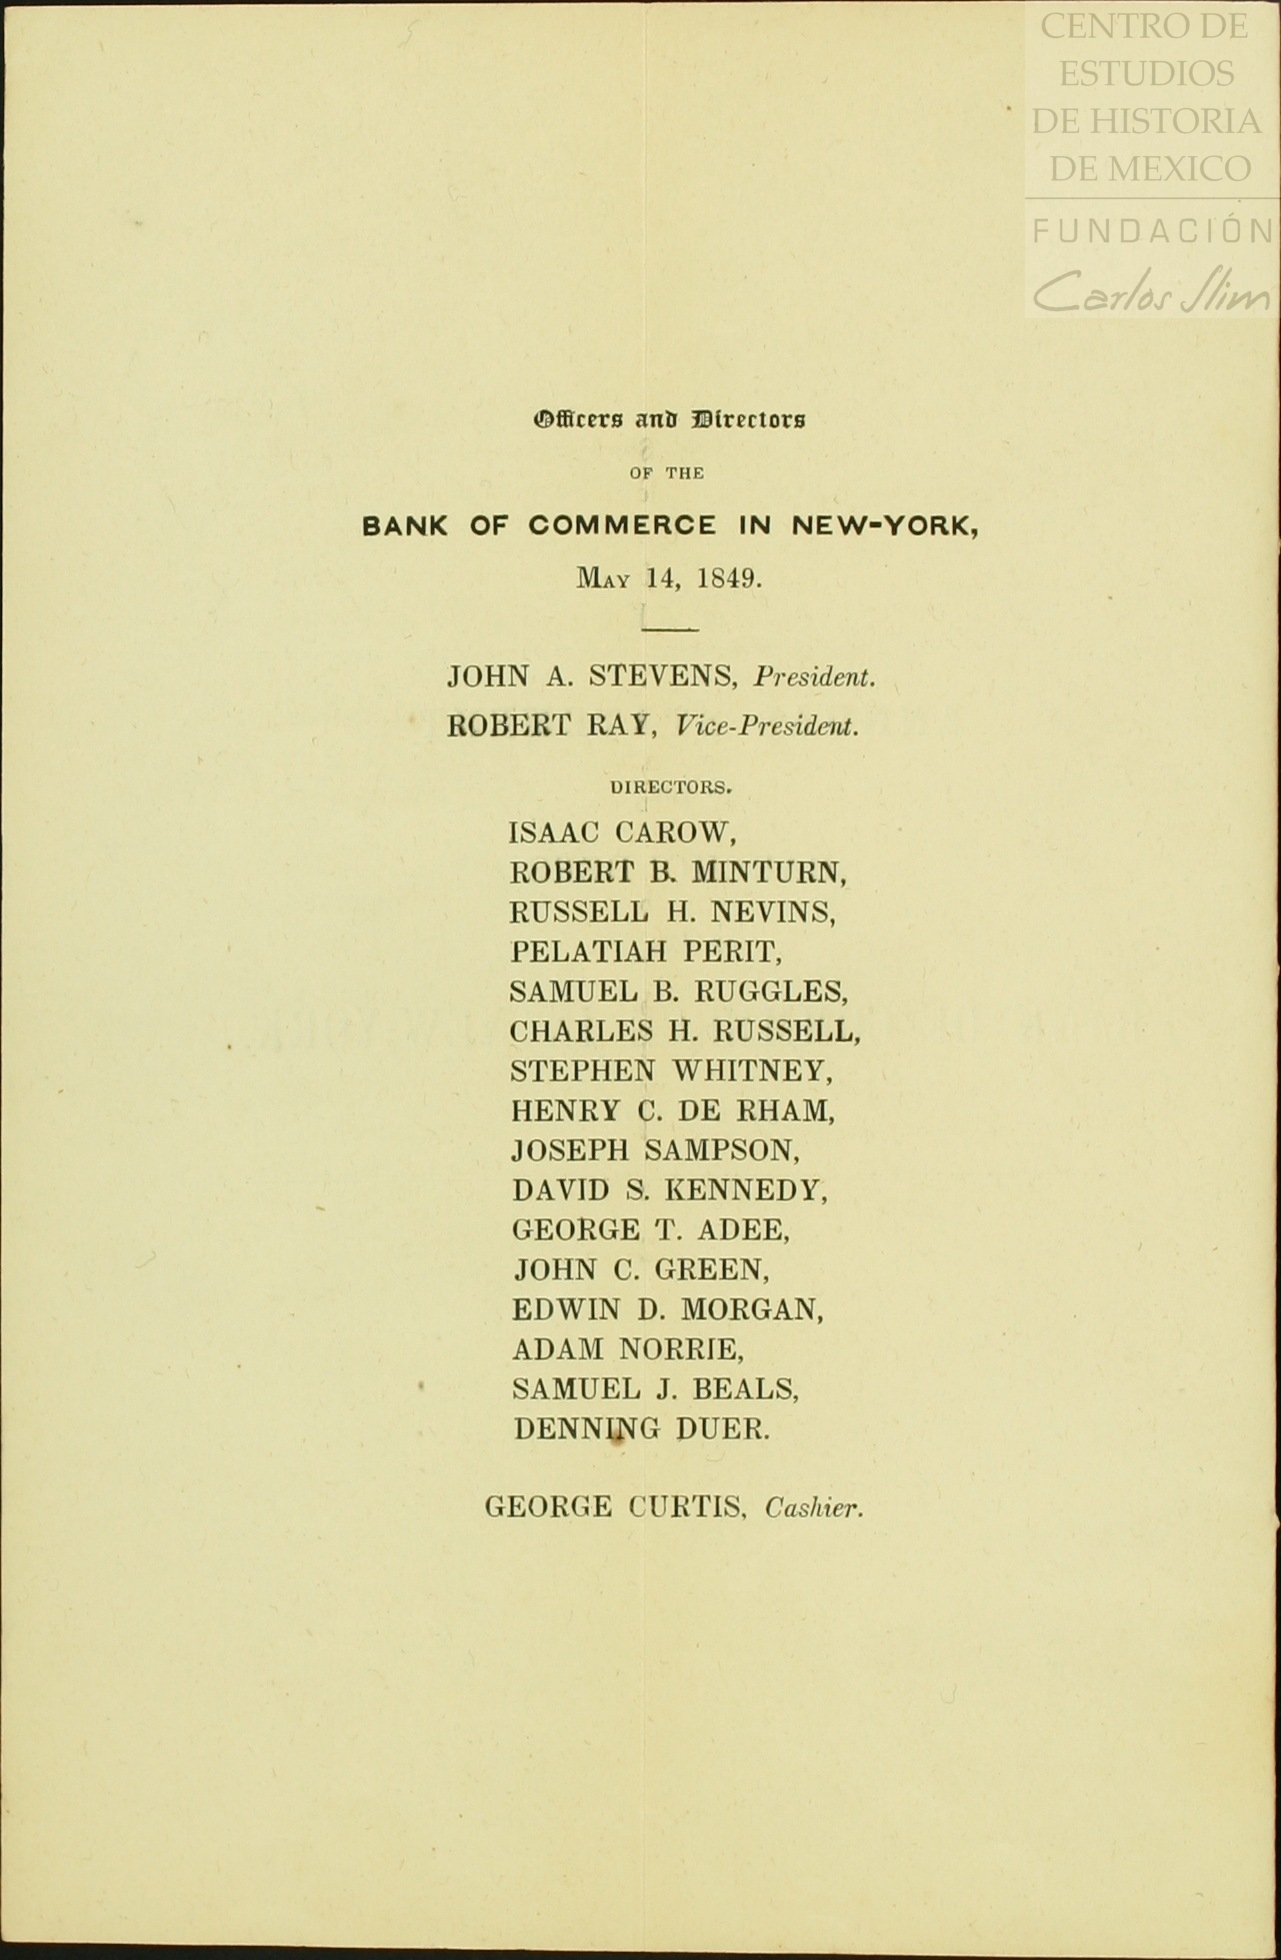 CENTRO DE
ESTUDIOS
DE HISTORIA
DE MEXICO
FUNDACIÓN
Carlos Slim
Officers and Directors
OF THE
BANK OF COMMERCE IN NEW-YORK,
MAY 14, 1849.
JOHN A. STEVENS, President.
ROBERT RAY, Vice-President.
DIRECTORS.
ISAAC CAROW,
ROBERT B. MINTURN,
RUSSELL H. NEVINS,
PELATIAH PERIT,
SAMUEL B. RUGGLES,
CHARLES H. RUSSELL,
STEPHEN WHITNEY,
HENRY C. DE RHAM,
JOSEPH SAMPSON,
DAVID S. KENNEDY,
GEORGE T. ADEE,
JOHN C. GREEN,
EDWIN D. MORGAN,
ADAM NORRIE,
SAMUEL J. BEALS,
DENNING DUER.
GEORGE CURTIS, Cashier.